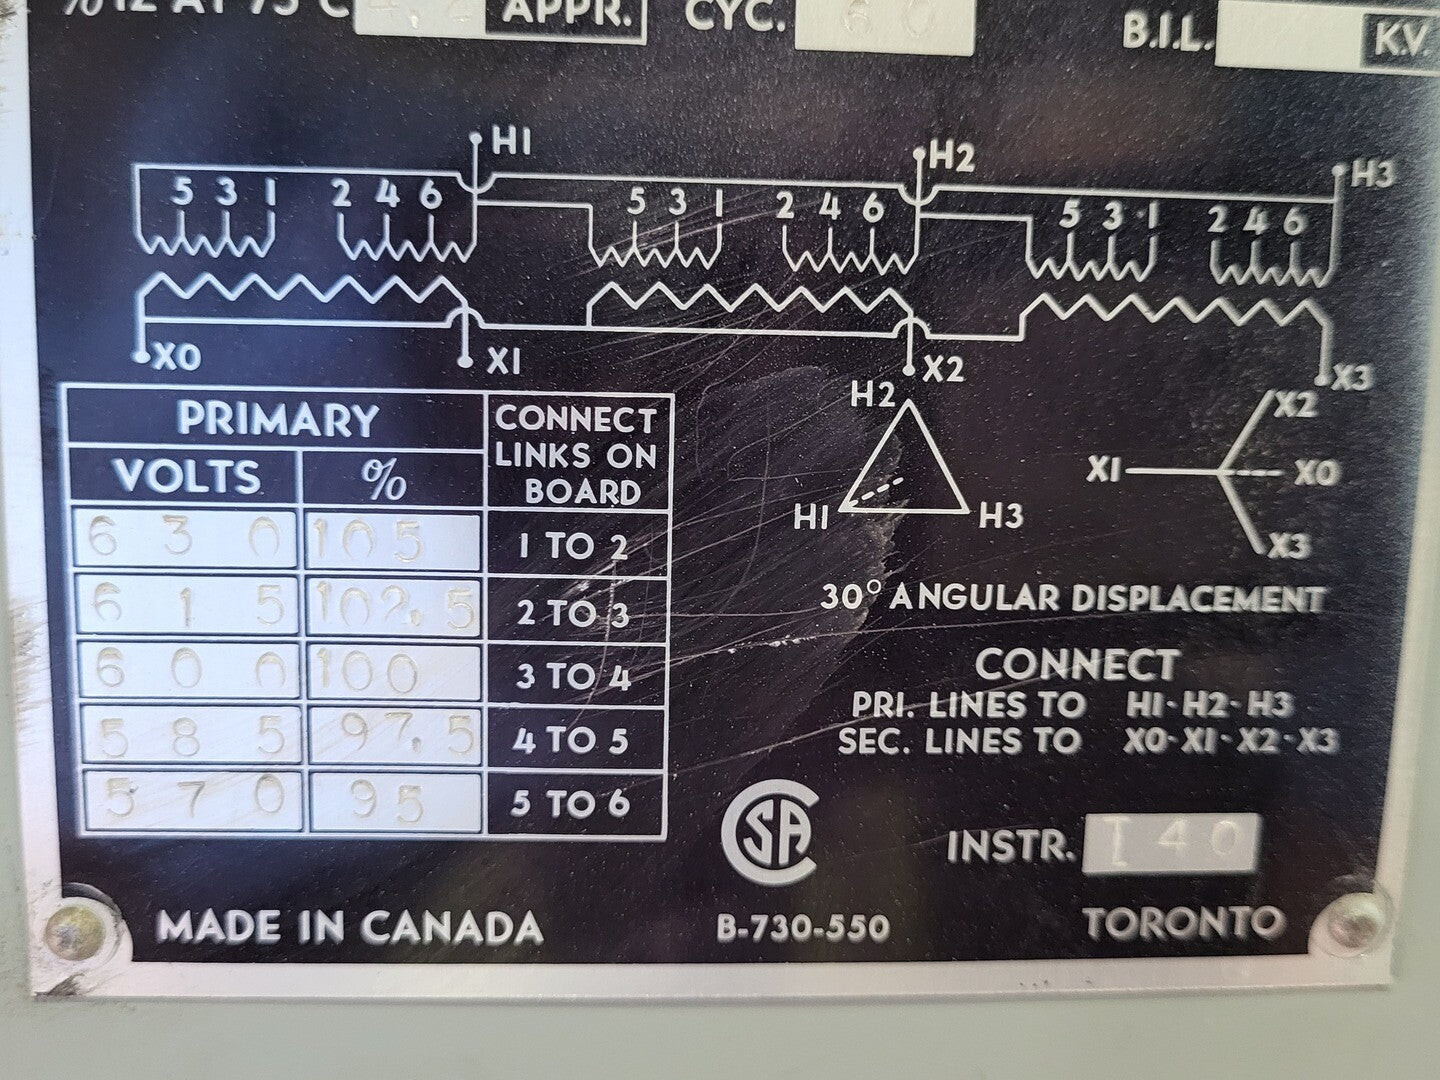 APPR. CYC. 60 B.I.L. K.V.
H1 H2 H3
5 3 1 2 4 6 5 3 1 2 4 6 5 3 1 2 4 6
X0 X1 X2 X3
PRIMARY CONNECT LINKS ON BOARD
VOLTS %
630 105 1 TO 2
615 102.5 2 TO 3
600 100 3 TO 4
585 97.5 4 TO 5
570 95 5 TO 6
H2
H1 H3
X2
X1 X0
X3
30° ANGULAR DISPLACEMENT
CONNECT
PRI. LINES TO H1-H2-H3
SEC. LINES TO X0-X1-X2-X3
CSA
INSTR. I40
MADE IN CANADA B-730-550 TORONTO